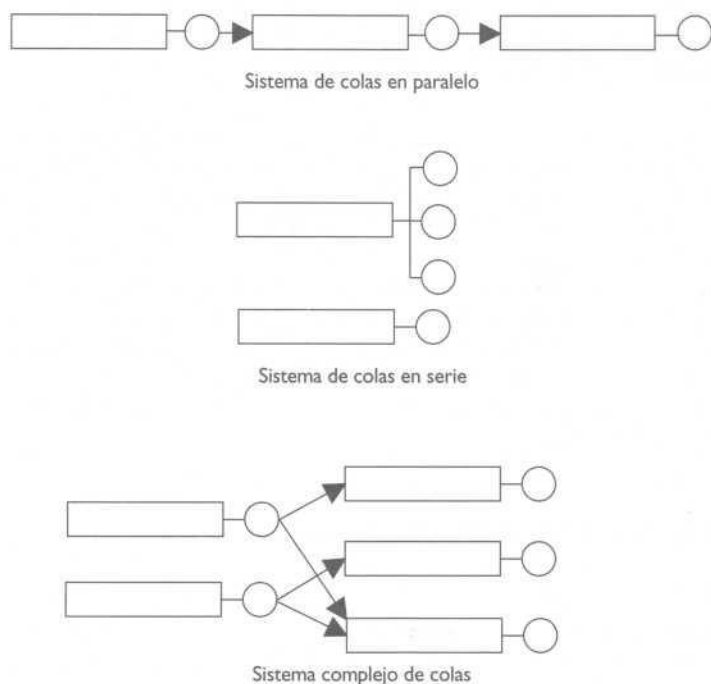 Sistema de colas en paralelo
Sistema de colas en serie
Sistema complejo de colas